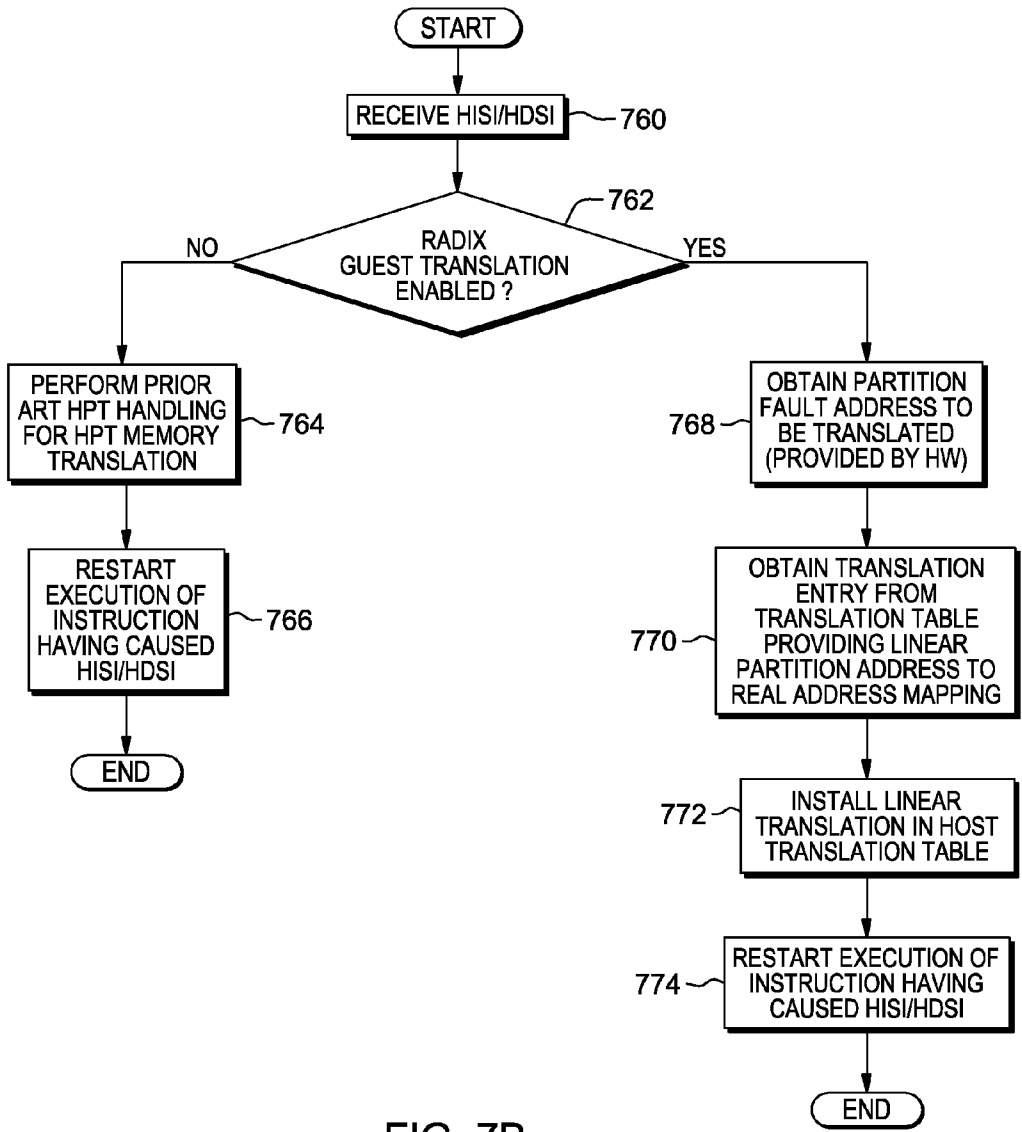 START
RECEIVE HISI/HDSI
760
762
RADIX
GUEST TRANSLATION
ENABLED ?
NO
YES
PERFORM PRIOR
ART HPT HANDLING
FOR HPT MEMORY
TRANSLATION
764
RESTART
EXECUTION OF
INSTRUCTION
HAVING CAUSED
HISI/HDSI
766
END
OBTAIN PARTITION
FAULT ADDRESS TO
BE TRANSLATED
(PROVIDED BY HW)
768
OBTAIN TRANSLATION
ENTRY FROM
TRANSLATION TABLE
PROVIDING LINEAR
PARTITION ADDRESS TO
REAL ADDRESS MAPPING
770
INSTALL LINEAR
TRANSLATION IN HOST
TRANSLATION TABLE
772
RESTART EXECUTION OF
INSTRUCTION HAVING
CAUSED HISI/HDSI
774
END
FIG. 7B